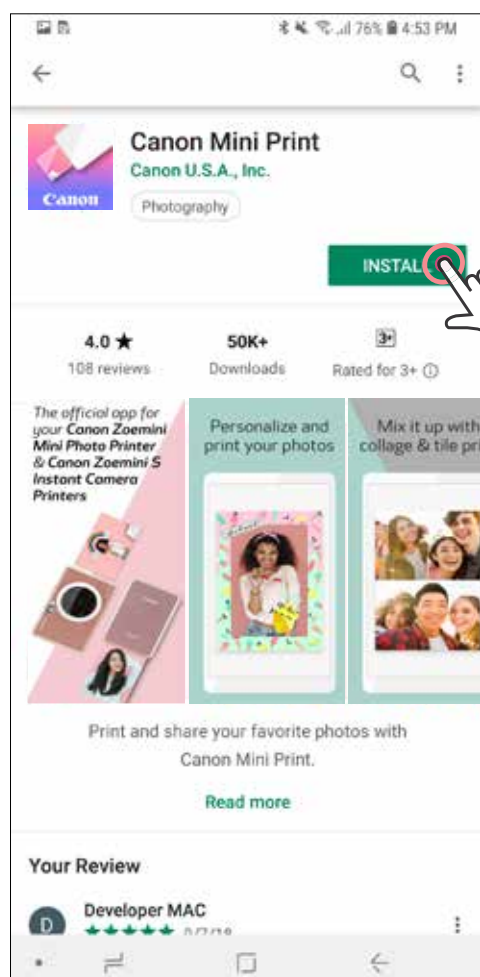 76% 4:53 PM
Canon Mini Print
Canon U.S.A., Inc.
Canon
Photography
INSTALL
4.0 ★
50K+
3+
108 reviews
Downloads
Rated for 3+
The official app for
your Canon Zoemini
Mini Photo Printer
& Canon Zoemini S
Instant Camera
Printers
Personalize and
print your photos
Mix it up with
collage & tile pri
Print and share your favorite photos with
Canon Mini Print.
Read more
Your Review
D
Developer MAC